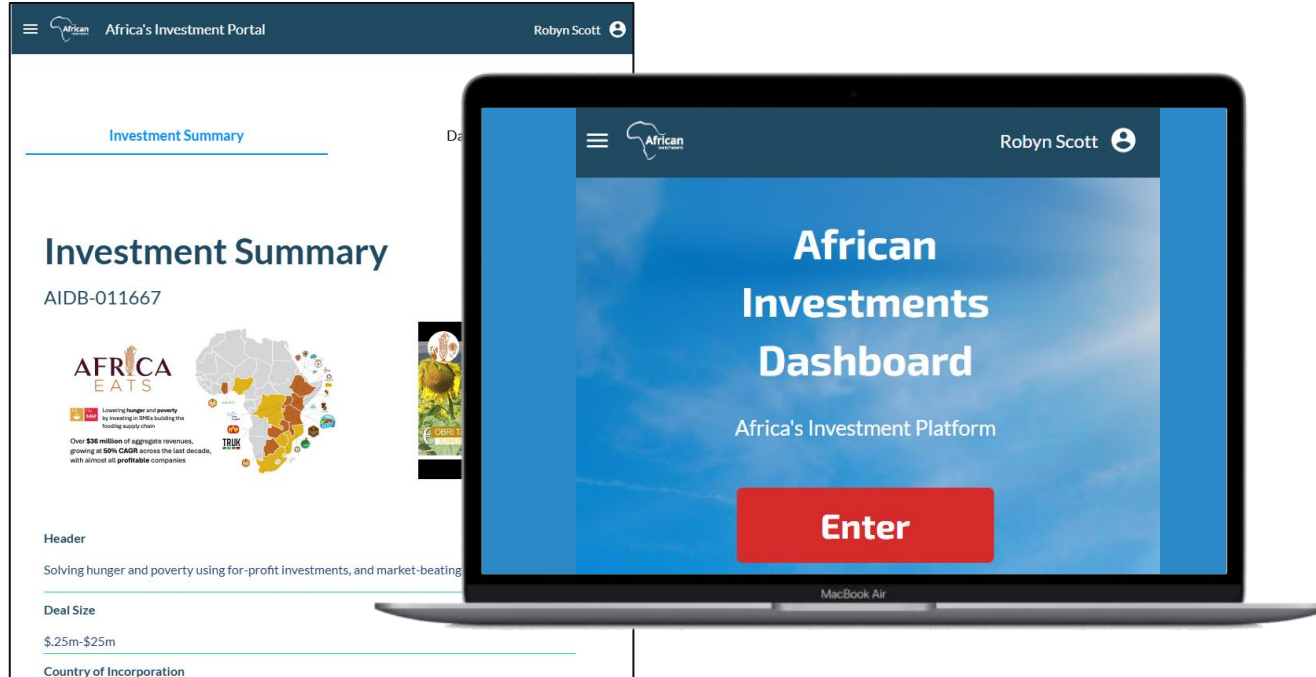 African
Africa's Investment Portal
Robyn Scott
Investment Summary
Da
Investment Summary
AIDB-011667
AFRICA
EATS
Lowering hunger and poverty
by investing in SMEs building the
food/ag supply chain
Over $36 million of aggregate revenues,
growing at 50% CAGR across the last decade,
with almost all profitable companies
TRUK
OBRI TA
Header
Solving hunger and poverty using for-profit investments, and market-beating
Deal Size
$.25m-$25m
Country of Incorporation
African
Robyn Scott
African
Investments
Dashboard
Africa's Investment Platform
Enter
MacBook Air